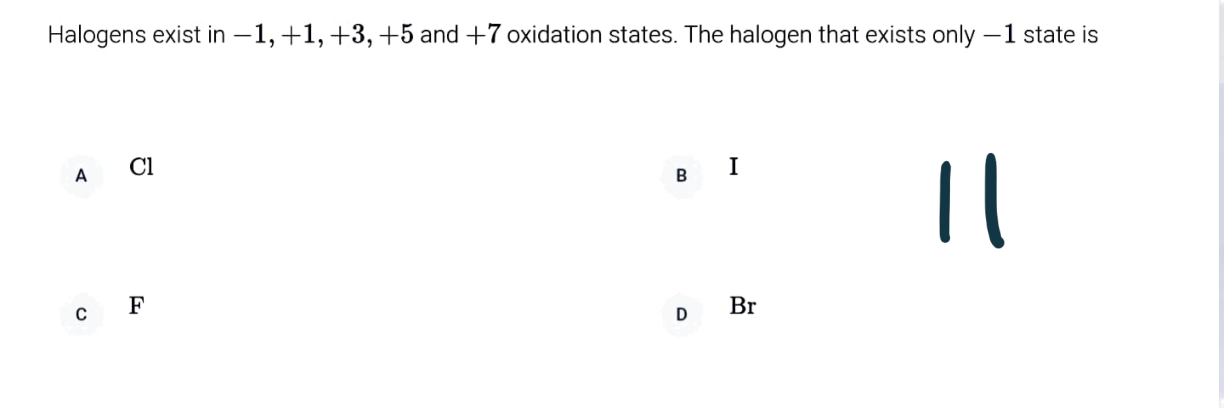 Halogens exist in −1, +1, +3, +5 and +7 oxidation states. The halogen that exists only −1 state is
A Cl
B I
11
C F
D Br